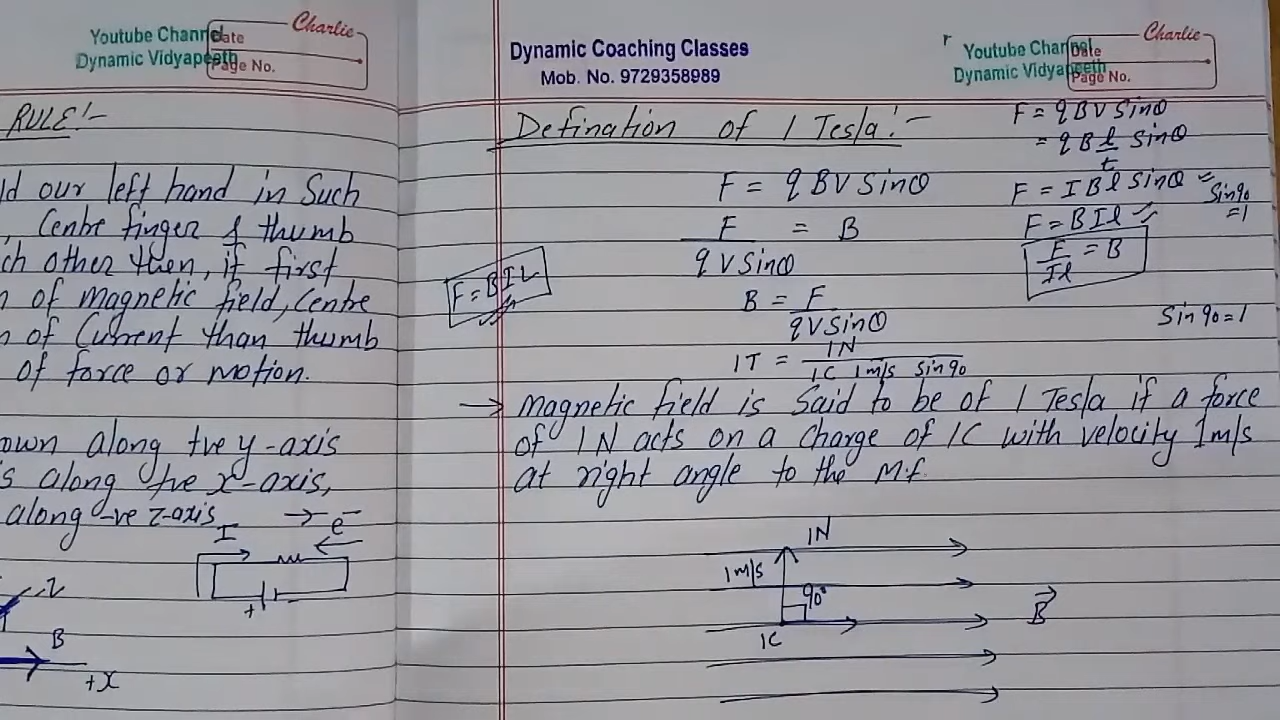 Youtube Channel
Dynamic Vidyapeeth
Charlie
Date
Page No.
RULE :-
ld our left hand in Such
, Centre finger & thumb
ch other then, if first
n of magnetic field, Centre
n of Current than thumb
of force or motion.
own along +ve y-axis
s along +ve x-axis,
along -ve z-axis
I
e-
+
Z
B
+X
Dynamic Coaching Classes
Mob. No. 9729358989
Youtube Channel
Dynamic Vidyapeeth
Charlie
Date
Page No.
Defination of 1 Tesla :-
F = qBV Sinθ
F/qVSinθ = B
B = F/qVSinθ
1T = 1N/1C 1m/s Sin90
F = BIL
F = qBV Sinθ
= qB l/t Sinθ
F = IBl Sinθ
Sin90
=1
F = BIl
F/Il = B
Sin 90 = 1
→ Magnetic field is Said to be of 1 Tesla if a force
of 1N acts on a Charge of 1C with velocity 1m/s
at right angle to the M.f
1N
1m/s
90°
B→
1C